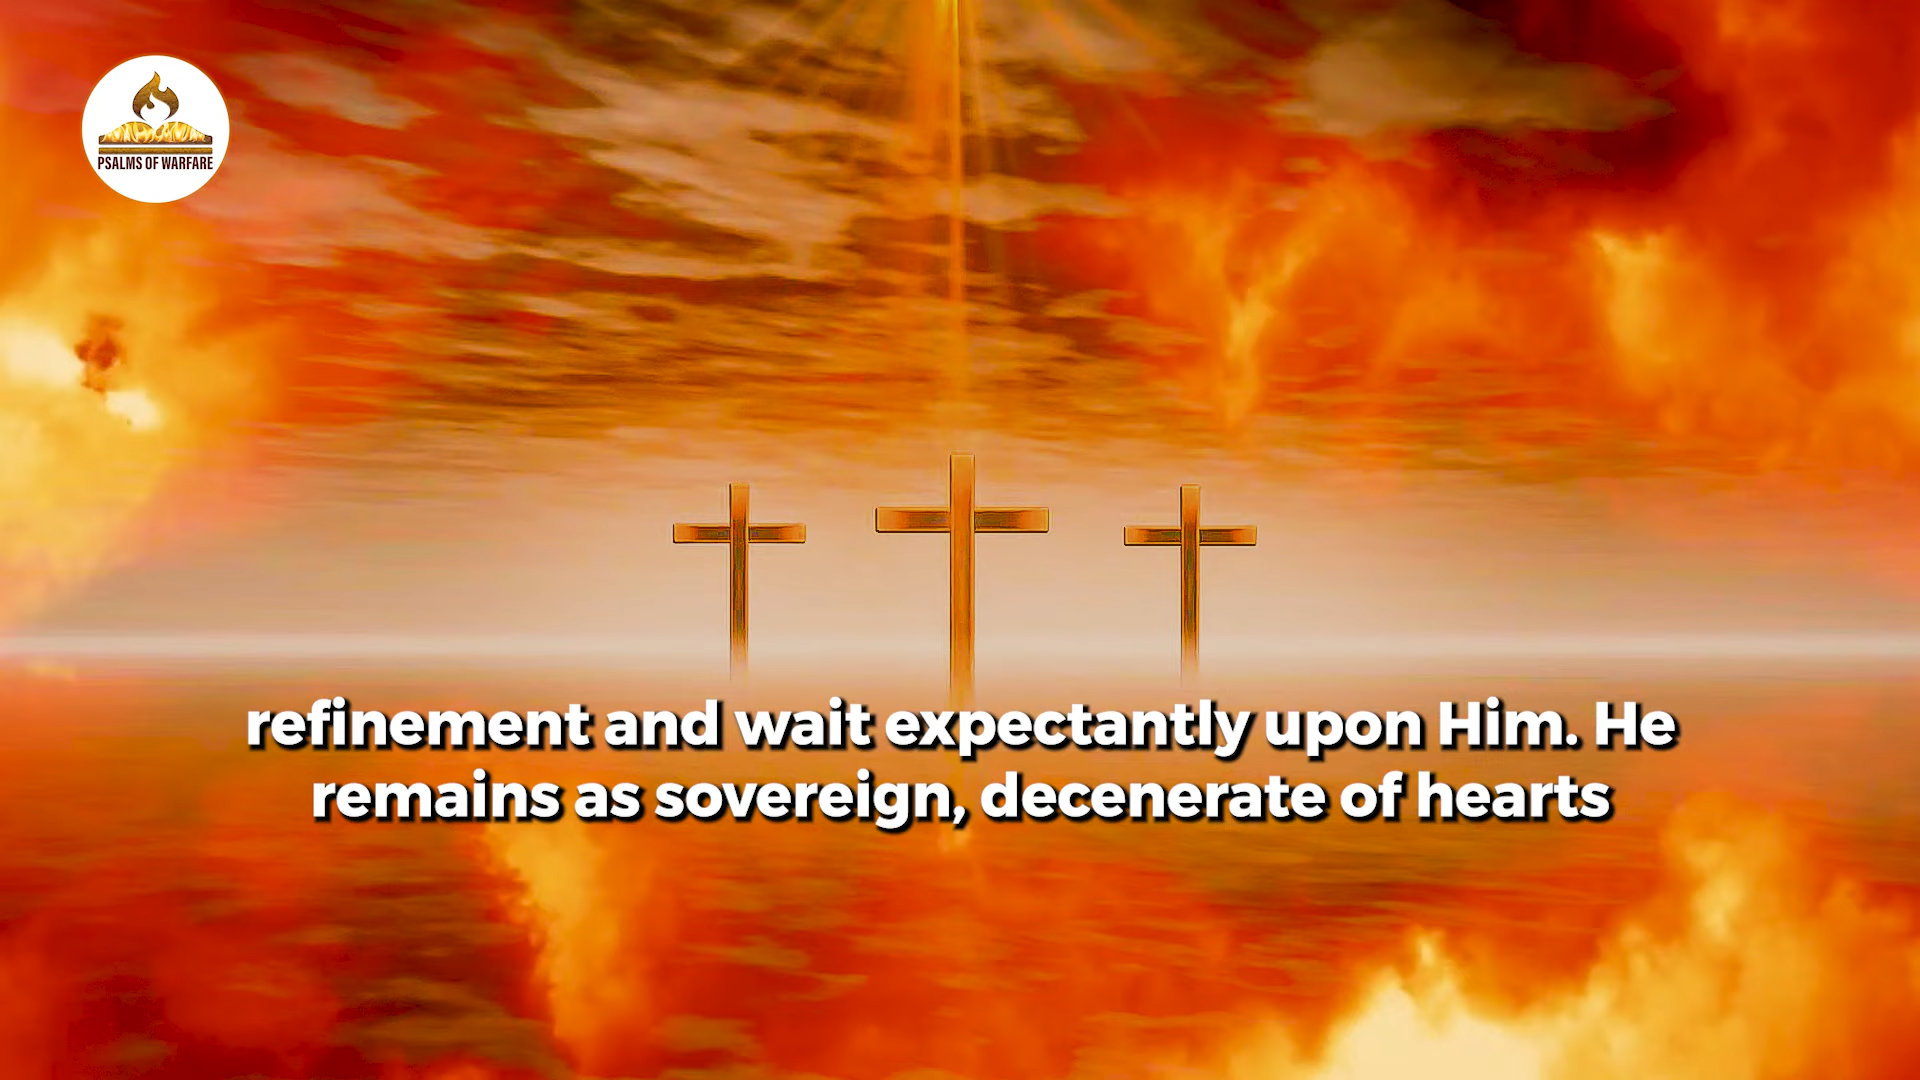 PSALMS OF WARFARE
refinement and wait expectantly upon Him. He
remains as sovereign, decenerate of hearts